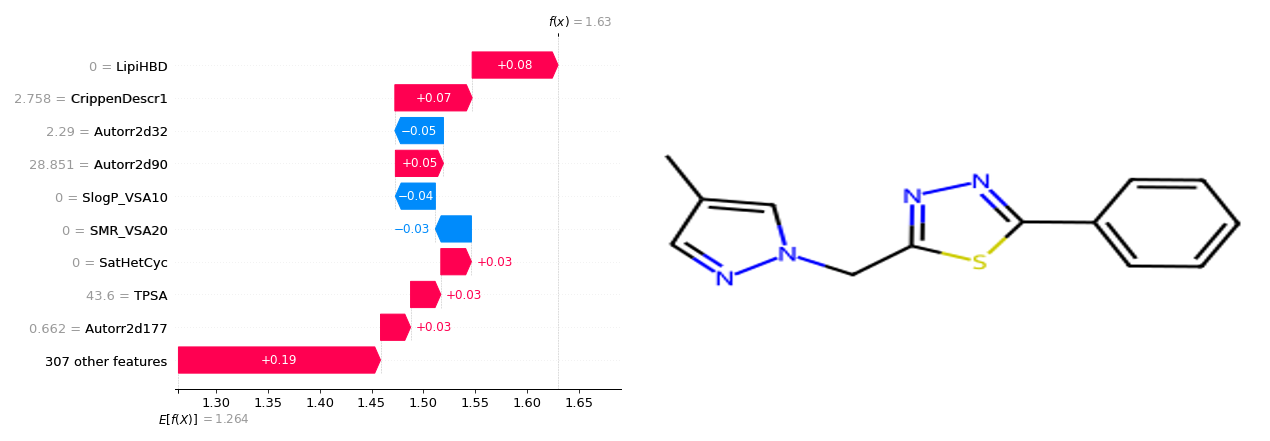 f(x) = 1.63
0 = LipiHBD
+0.08
2.758 = CrippenDescr1
+0.07
2.29 = Autorr2d32
−0.05
28.851 = Autorr2d90
+0.05
0 = SlogP_VSA10
−0.04
0 = SMR_VSA20
−0.03
0 = SatHetCyc
+0.03
43.6 = TPSA
+0.03
0.662 = Autorr2d177
+0.03
307 other features
+0.19
1.30 1.35 1.40 1.45 1.50 1.55 1.60 1.65
E[f(X)] = 1.264
N
N
N
N
S